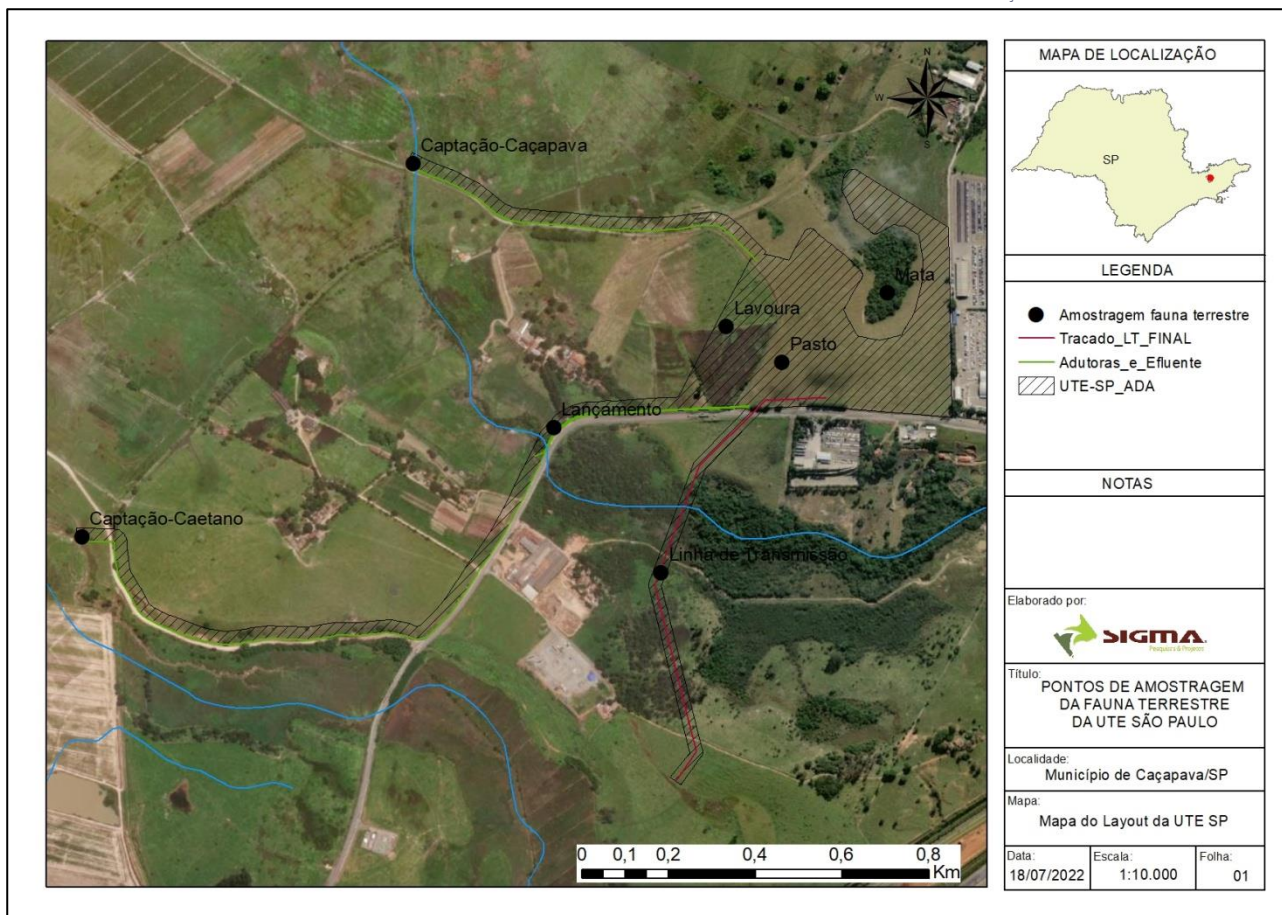 Captação-Caçapava
Mata
Lavoura
Pasto
Lançamento
Captação-Caetano
Linha de Transmissão
N
W
S
0 0,1 0,2 0,4 0,6 0,8
Km
MAPA DE LOCALIZAÇÃO
SP
LEGENDA
Amostragem fauna terrestre
Tracado_LT_FINAL
Adutoras_e_Efluente
UTE-SP_ADA
NOTAS
Elaborado por:
SIGMA
Pesquisas & Projetos
Título:
PONTOS DE AMOSTRAGEM
DA FAUNA TERRESTRE
DA UTE SÃO PAULO
Localidade:
Município de Caçapava/SP
Mapa:
Mapa do Layout da UTE SP
Data:
18/07/2022
Escala:
1:10.000
Folha:
01